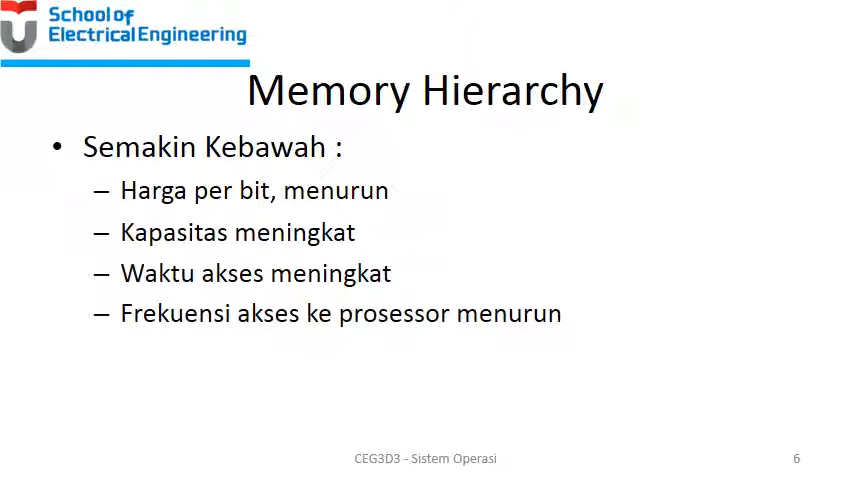 School of
Electrical Engineering
Memory Hierarchy
• Semakin Kebawah :
– Harga per bit, menurun
– Kapasitas meningkat
– Waktu akses meningkat
– Frekuensi akses ke prosessor menurun
CEG3D3 - Sistem Operasi
6